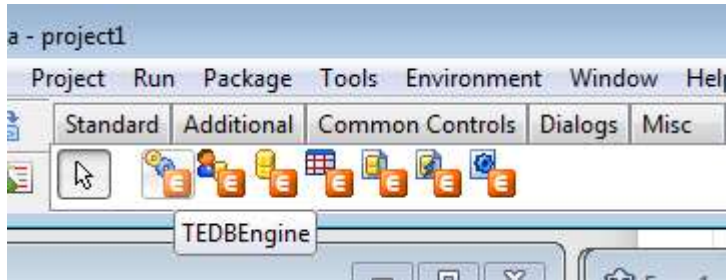 a - project1
Project Run Package Tools Environment Window Help
Standard Additional Common Controls Dialogs Misc
TEDBEngine